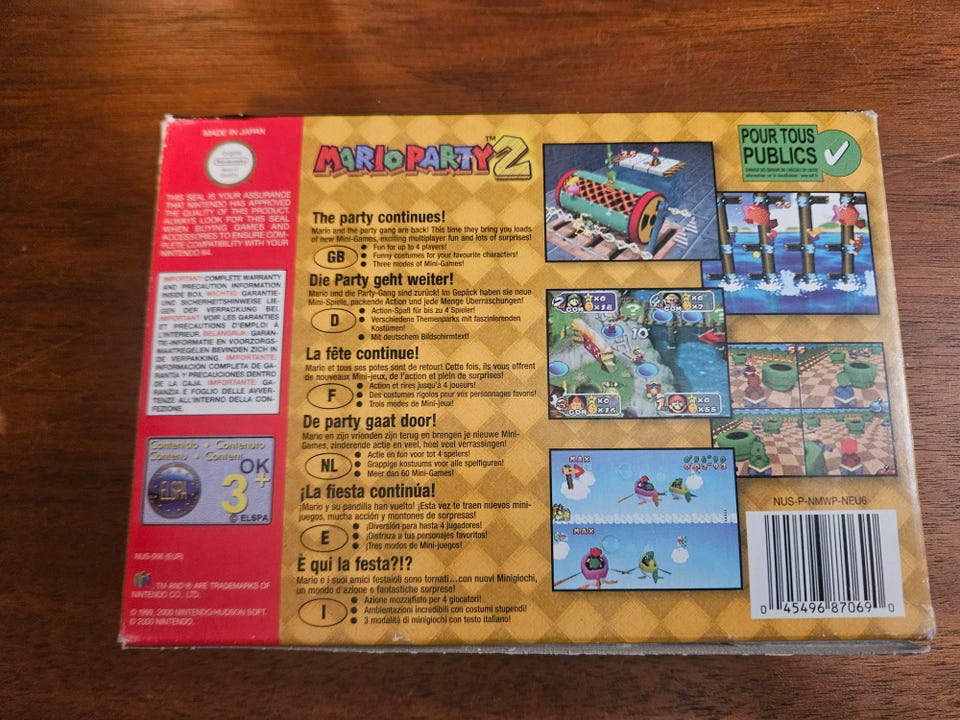 MADE IN JAPAN
Nintendo
THIS SEAL IS YOUR ASSURANCE
THAT NINTENDO HAS APPROVED
THE QUALITY OF THIS PRODUCT.
ALWAYS LOOK FOR THIS SEAL
WHEN BUYING GAMES AND
ACCESSORIES TO ENSURE COM-
PLETE COMPATIBILITY WITH YOUR
NINTENDO 64.
IMPORTANT: COMPLETE WARRANTY
AND PRECAUTION INFORMATION
INSIDE BOX. WICHTIG: GARANTIE-
UND SICHERHEITSHINWEISE LIE-
GEN DER VERPACKUNG BEI.
IMPORTANT: VOIR LES GARANTIES
ET PRÉCAUTIONS D'EMPLOI À
L'INTÉRIEUR. BELANGRIJK: GARAN-
TIE-INFORMATIE EN VOORZORGS-
MAATREGELEN BEVINDEN ZICH IN
DE VERPAKKING. IMPORTANTE:
INFORMACIÓN COMPLETA DE GA-
RANTÍA Y PRECAUCIONES DENTRO
DE LA CAJA. IMPORTANTE: GA-
RANZIA E FOGLIO DELLE AVVER-
TENZE ALL'INTERNO DELLA CON-
FEZIONE.
Contenido • Contenuto
Contenu • Content
OK
ELSPA
3+
© ELSPA
NUS-006 (EUR)
TM AND ® ARE TRADEMARKS OF
NINTENDO CO., LTD.
© 1999, 2000 NINTENDO/HUDSON SOFT.
© 2000 NINTENDO.
MARIO PARTY 2™
The party continues!
Mario and the party gang are back! This time they bring you loads
of new Mini-Games, exciting multiplayer fun and lots of surprises!
GB
● Fun for up to 4 players!
● Funny costumes for your favourite characters!
● Three modes of Mini-Games!
Die Party geht weiter!
Mario und die Party-Gang sind zurück! Im Gepäck haben sie neue
Mini-Spiele, packende Action und jede Menge Überraschungen!
D
● Action-Spaß für bis zu 4 Spieler!
● Verschiedene Themenparks mit faszinierenden
Kostümen!
● Mit deutschem Bildschirmtext!
La fête continue!
Mario et tous ses potes sont de retour! Cette fois, ils vous offrent
de nouveaux Mini-jeux, de l'action et plein de surprises!
F
● Action et rires jusqu'à 4 joueurs!
● Des costumes rigolos pour vos personnages favoris!
● Trois modes de Mini-jeux!
De party gaat door!
Mario en zijn vrienden zijn terug en brengen je nieuwe Mini-
Games, zinderende actie en veel, heel veel verrassingen!
NL
● Actie en fun voor tot 4 spelers!
● Grappige kostuums voor alle spelfiguren!
● Meer dan 60 Mini-Games!
¡La fiesta continúa!
Mario y su pandilla han vuelto! ¡Esta vez te traen nuevos mini-
juegos, mucha acción y montones de sorpresas!
E
● ¡Diversión para hasta 4 jugadores!
● ¡Disfraza a tus personajes favoritos!
● ¡Tres modos de Mini-juegos!
È qui la festa?!?
Mario e i suoi amici festaioli sono tornati…con nuovi Minigiochi,
un mondo d'azione e fantastiche sorprese!
I
● Azione mozzafiato per 4 giocatori!
● Ambientazioni incredibili con costumi stupendi!
● 3 modalità di minigiochi con testo italiano!
POUR TOUS
PUBLICS
10
COM
COM
MAX
MAX
NUS-P-NMWP-NEU6
0 45496 87069 0